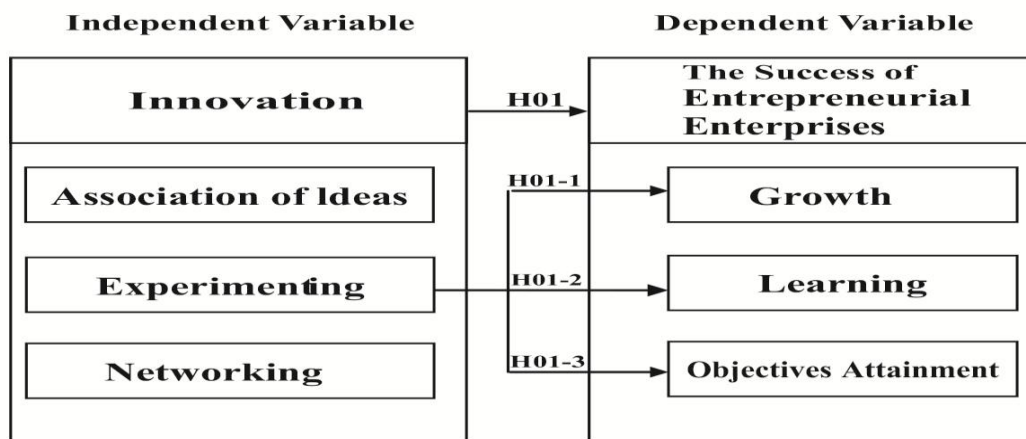 Independent Variable
Dependent Variable
Innovation
H01
The Success of
Entrepreneurial
Enterprises
Association of Ideas
H01-1
Growth
Experimenting
H01-2
Learning
Networking
H01-3
Objectives Attainment